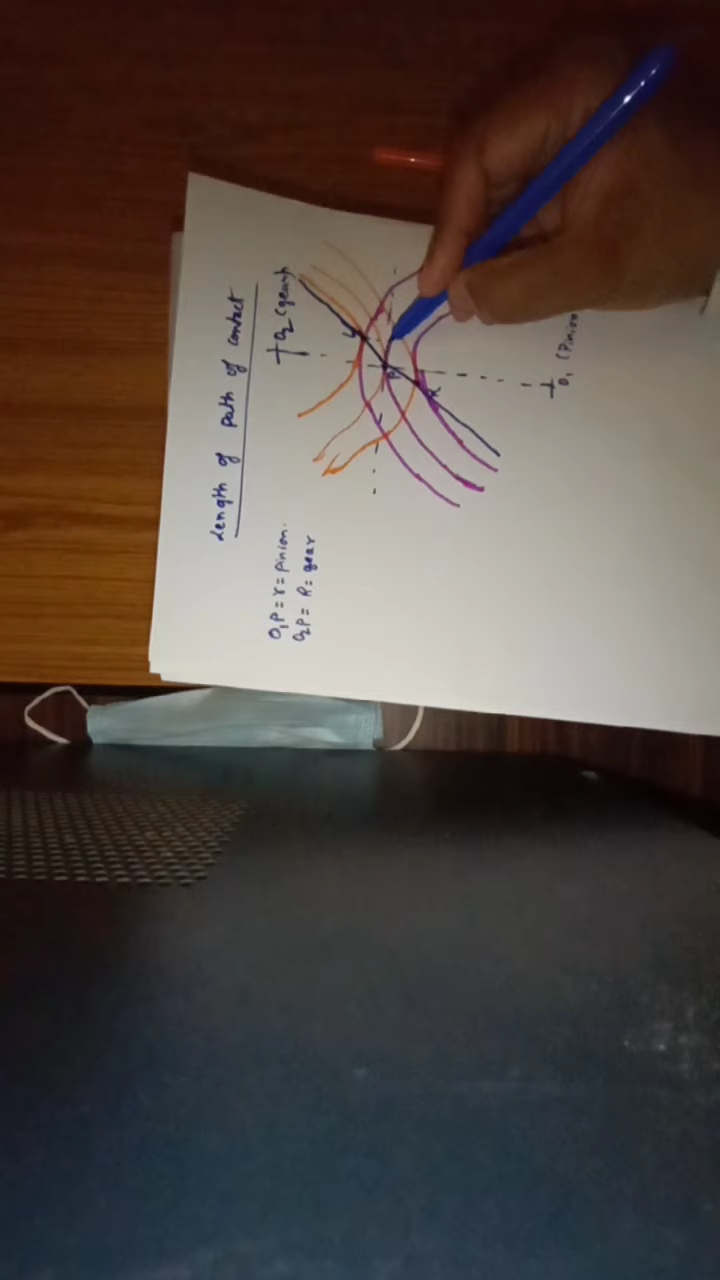 Length of path of contact
O2 (gear)
L
P
K
O1 (Pinion
O1P = r = pinion.
O2P = R = gear